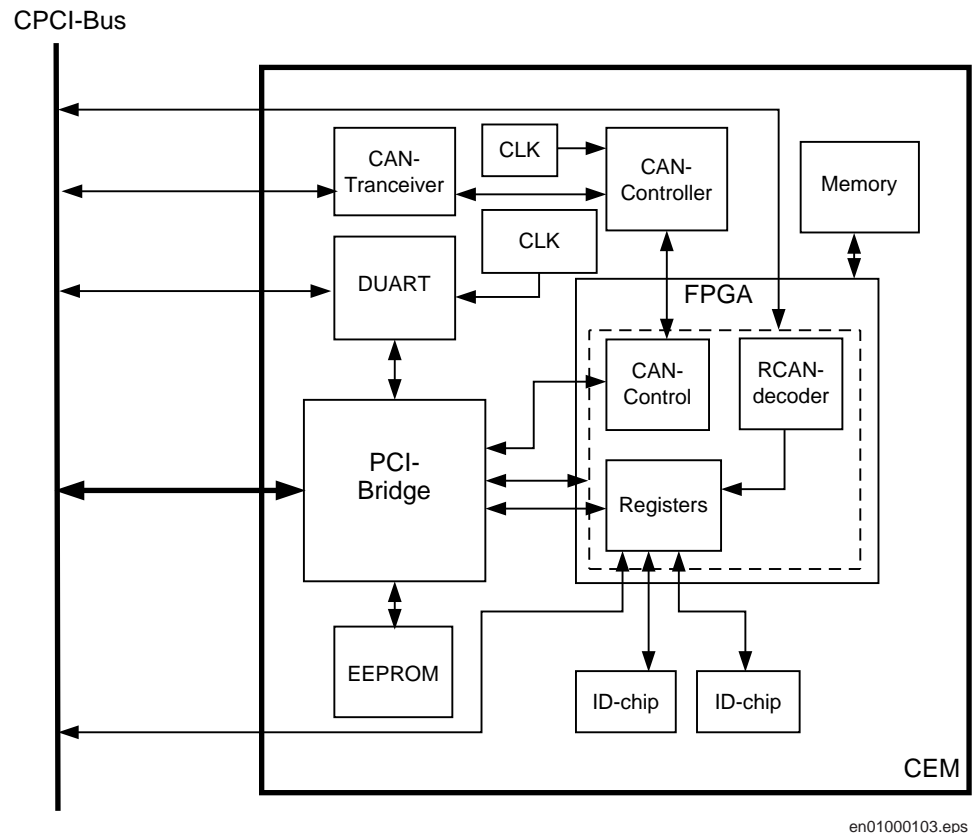 CPCI-Bus
CAN-
Tranceiver
CLK
CAN-
Controller
Memory
CLK
DUART
FPGA
CAN-
Control
RCAN-
decoder
PCI-
Bridge
Registers
EEPROM
ID-chip
ID-chip
CEM
en01000103.eps